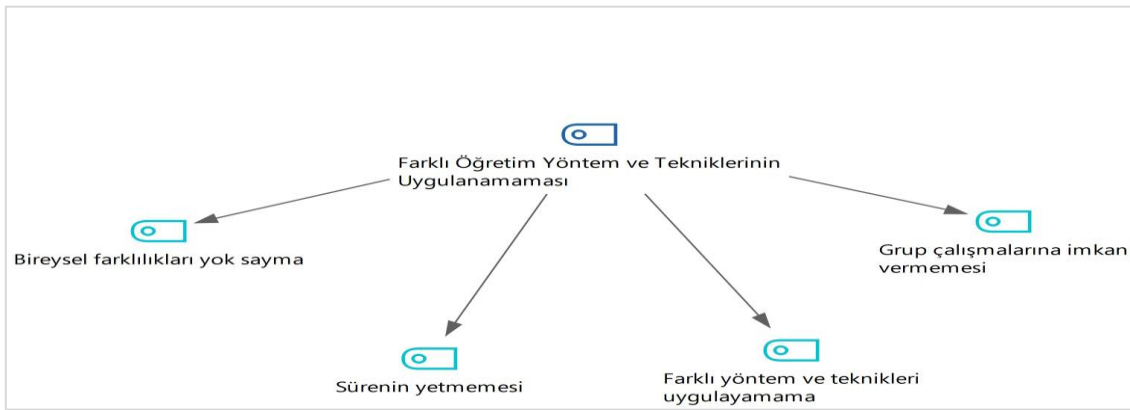 Farklı Öğretim Yöntem ve Tekniklerinin
Uygulanamaması
Bireysel farklılıkları yok sayma
Grup çalışmalarına imkan
vermemesi
Sürenin yetmemesi
Farklı yöntem ve teknikleri
uygulayamama